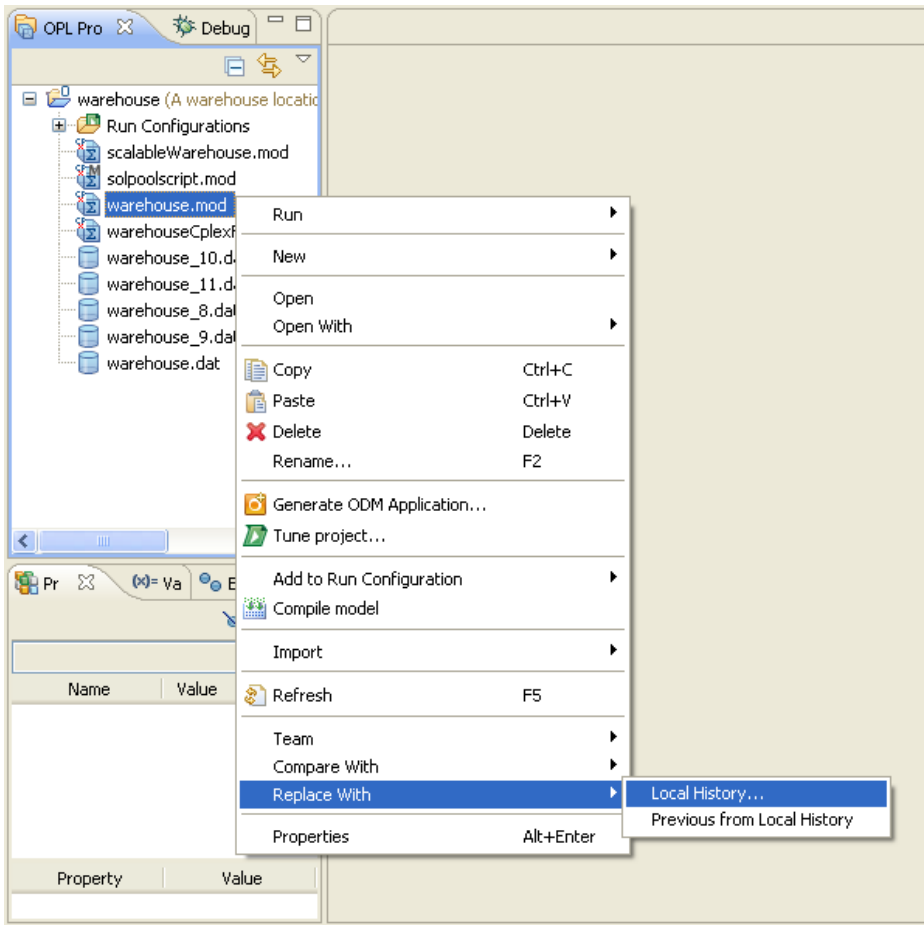 OPL Pro
Debug
warehouse (A warehouse locatio
Run Configurations
scalableWarehouse.mod
solpoolscript.mod
warehouse.mod
warehouseCplexF
warehouse_10.da
warehouse_11.da
warehouse_8.dat
warehouse_9.dat
warehouse.dat
Run
New
Open
Open With
Copy Ctrl+C
Paste Ctrl+V
Delete Delete
Rename... F2
Generate ODM Application...
Tune project...
Add to Run Configuration
Compile model
Import
Refresh F5
Team
Compare With
Replace With
Properties Alt+Enter
Local History...
Previous from Local History
Pr
(x)= Va
E
Name Value
Property Value